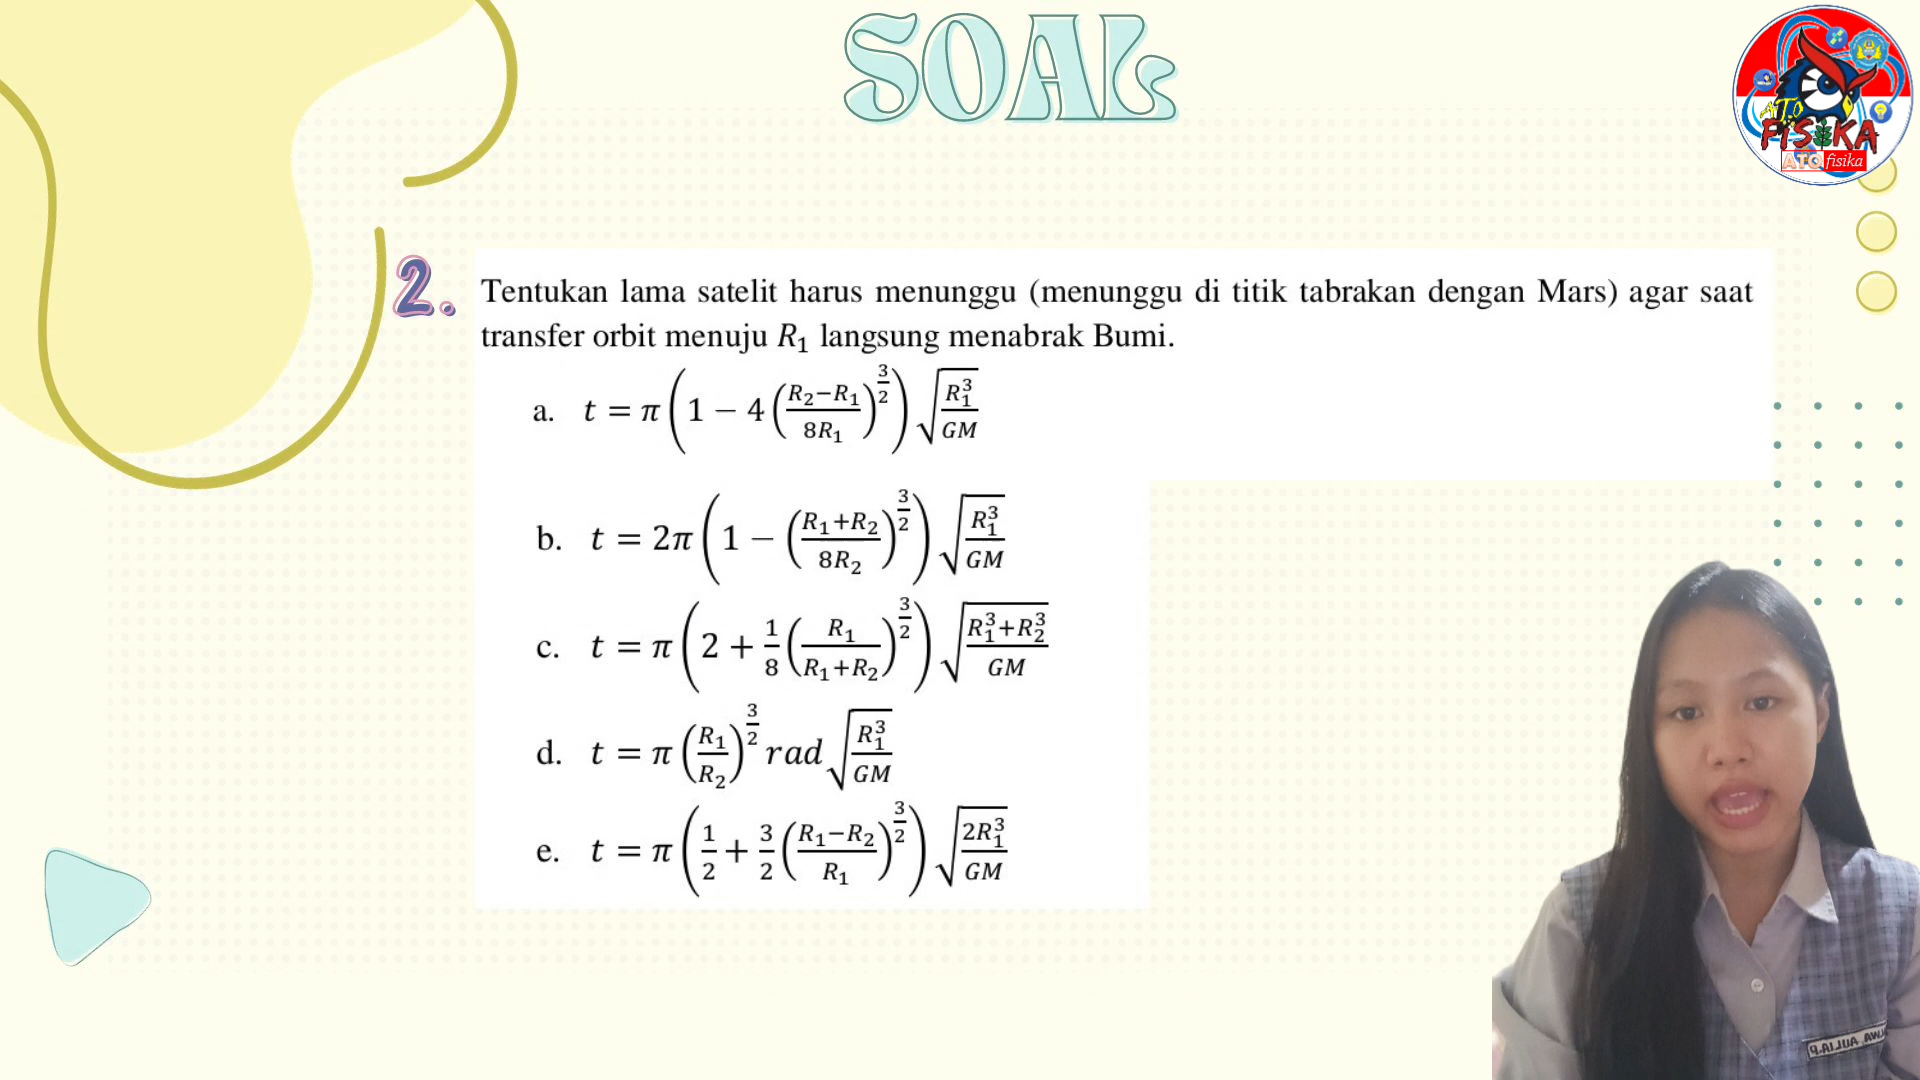 SOAL
ATO
FISIKA
ATO fisika
2.
Tentukan lama satelit harus menunggu (menunggu di titik tabrakan dengan Mars) agar saat
transfer orbit menuju R₁ langsung menabrak Bumi.
a. t = π (1 − 4 ((R₂−R₁)/(8R₁))^(3/2)) √(R₁³/GM)
b. t = 2π (1 − ((R₁+R₂)/(8R₂))^(3/2)) √(R₁³/GM)
c. t = π (2 + 1/8 (R₁/(R₁+R₂))^(3/2)) √((R₁³+R₂³)/GM)
d. t = π (R₁/R₂)^(3/2) rad √(R₁³/GM)
e. t = π (1/2 + 3/2 ((R₁−R₂)/R₁)^(3/2)) √(2R₁³/GM)